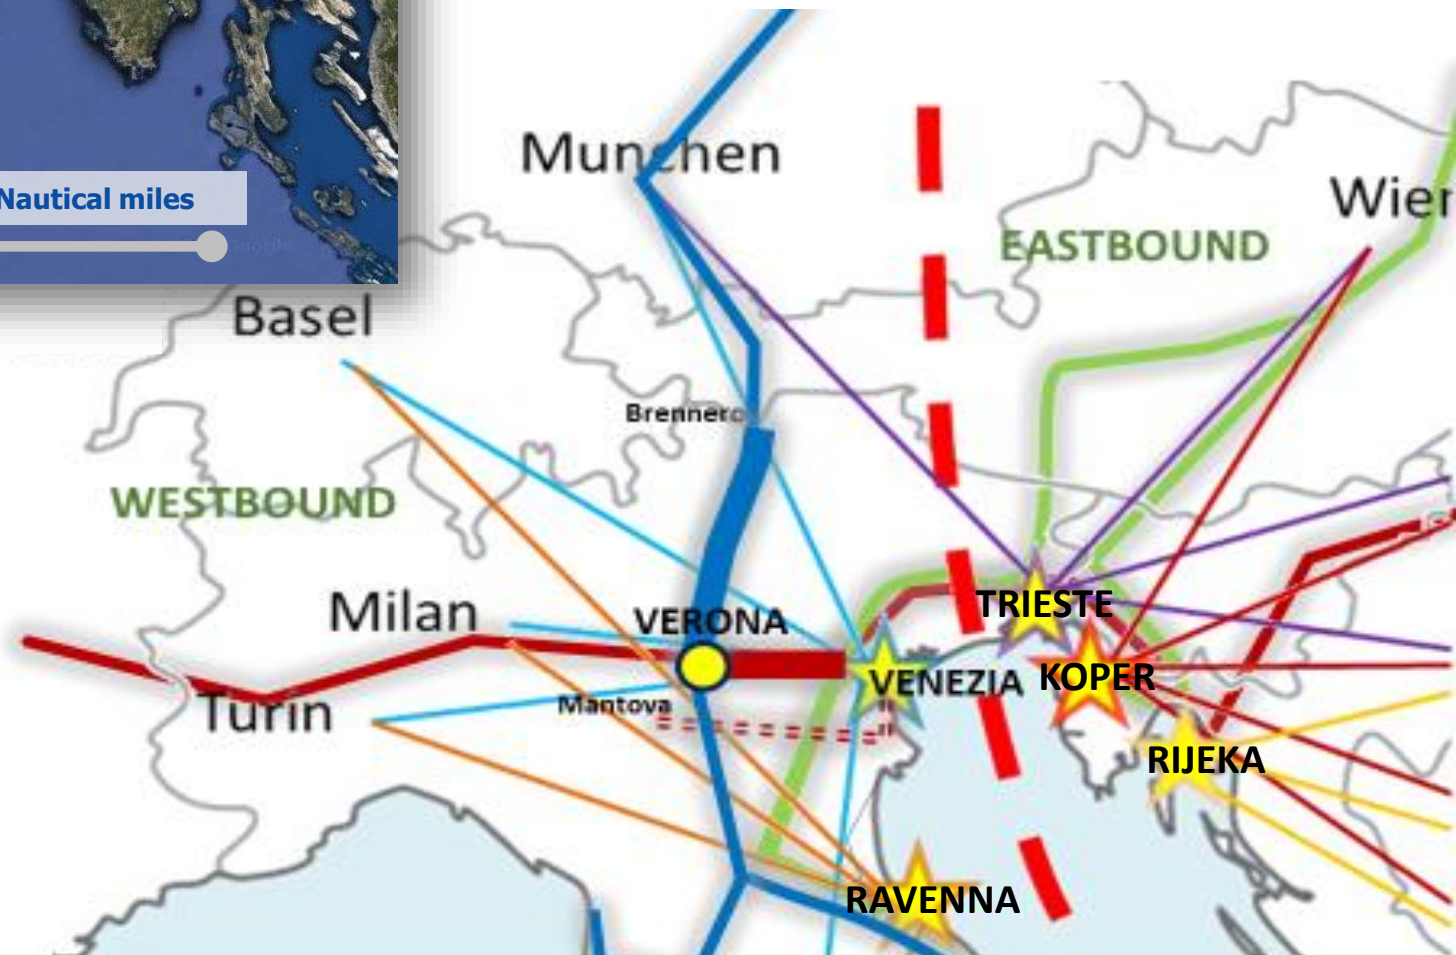 Nautical miles
Munchen
Wien
EASTBOUND
Basel
Brennero
WESTBOUND
Milan
VERONA
TRIESTE
VENEZIA
KOPER
Turin
Mantova
RIJEKA
RAVENNA